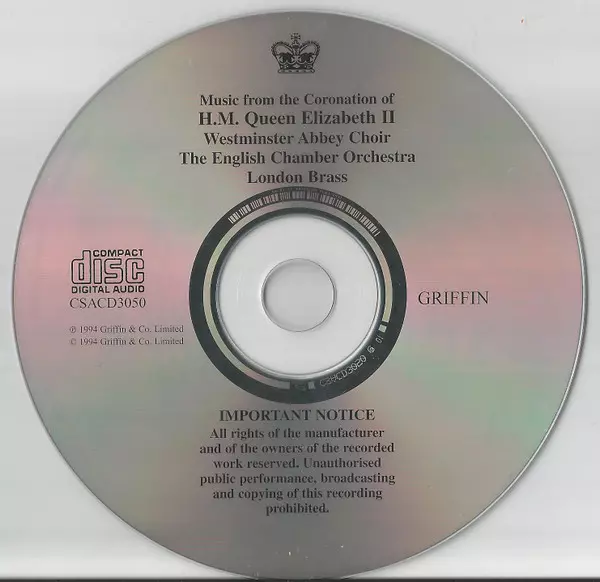 Music from the Coronation of
H.M. Queen Elizabeth II
Westminster Abbey Choir
The English Chamber Orchestra
London Brass
COMPACT
disc
DIGITAL AUDIO
CSACD3050
GRIFFIN
℗ 1994 Griffin & Co. Limited
© 1994 Griffin & Co. Limited
IMPORTANT NOTICE
All rights of the manufacturer
and of the owners of the recorded
work reserved. Unauthorised
public performance, broadcasting
and copying of this recording
prohibited.